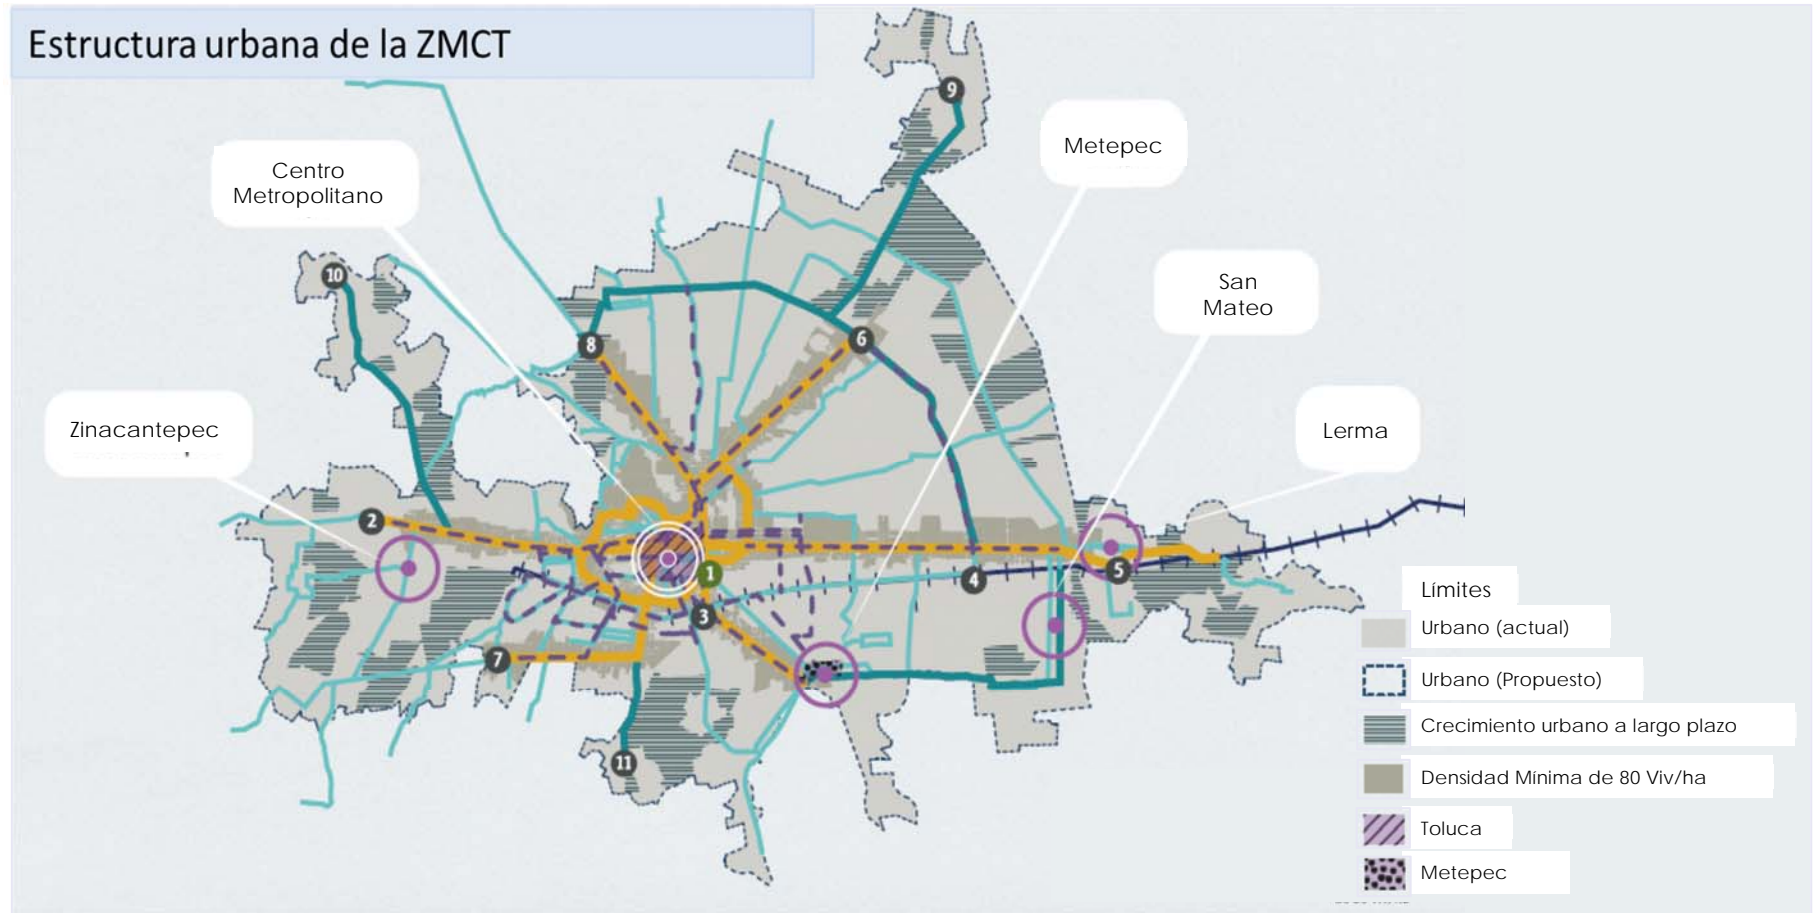 Estructura urbana de la ZMCT
9
Metepec
Centro
Metropolitano
10
San
Mateo
8
6
Zinacantepec
Lerma
2
1
4
5
3
7
11
Límites
Urbano (actual)
Urbano (Propuesto)
Crecimiento urbano a largo plazo
Densidad Mínima de 80 Viv/ha
Toluca
Metepec